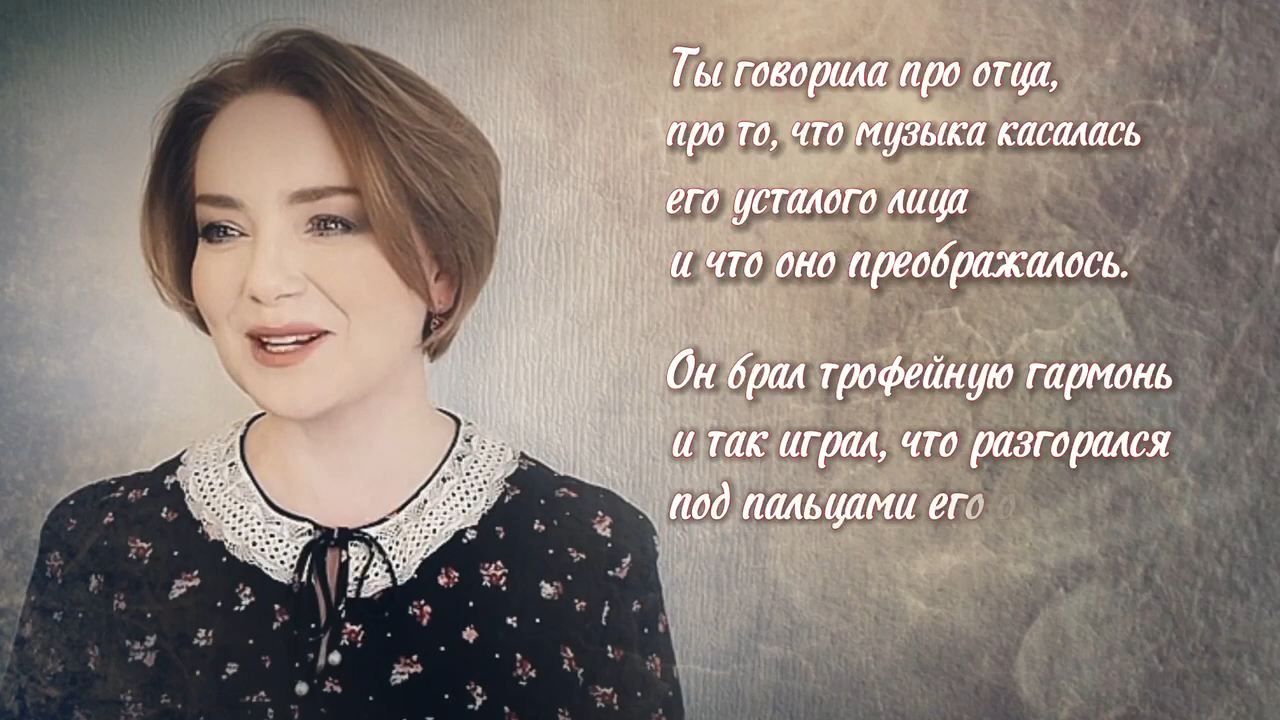 Ты говорила про отца,
про то, что музыка касалась
его усталого лица
и что оно преображалось.
Он брал трофейную гармонь
и так играл, что разгорался
под пальцами его